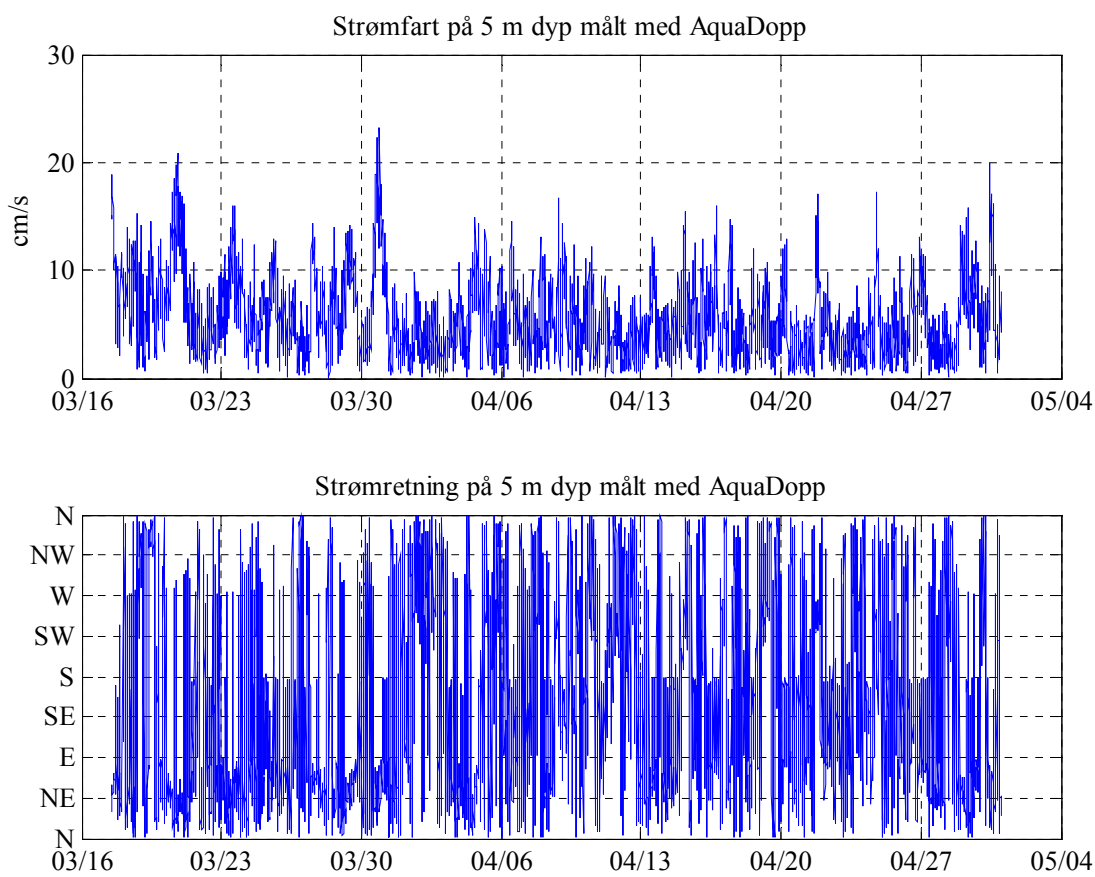 Strømfart på 5 m dyp målt med AquaDopp
30
20
10
0
cm/s
03/16 03/23 03/30 04/06 04/13 04/20 04/27 05/04
Strømretning på 5 m dyp målt med AquaDopp
N
NW
W
SW
S
SE
E
NE
N
03/16 03/23 03/30 04/06 04/13 04/20 04/27 05/04